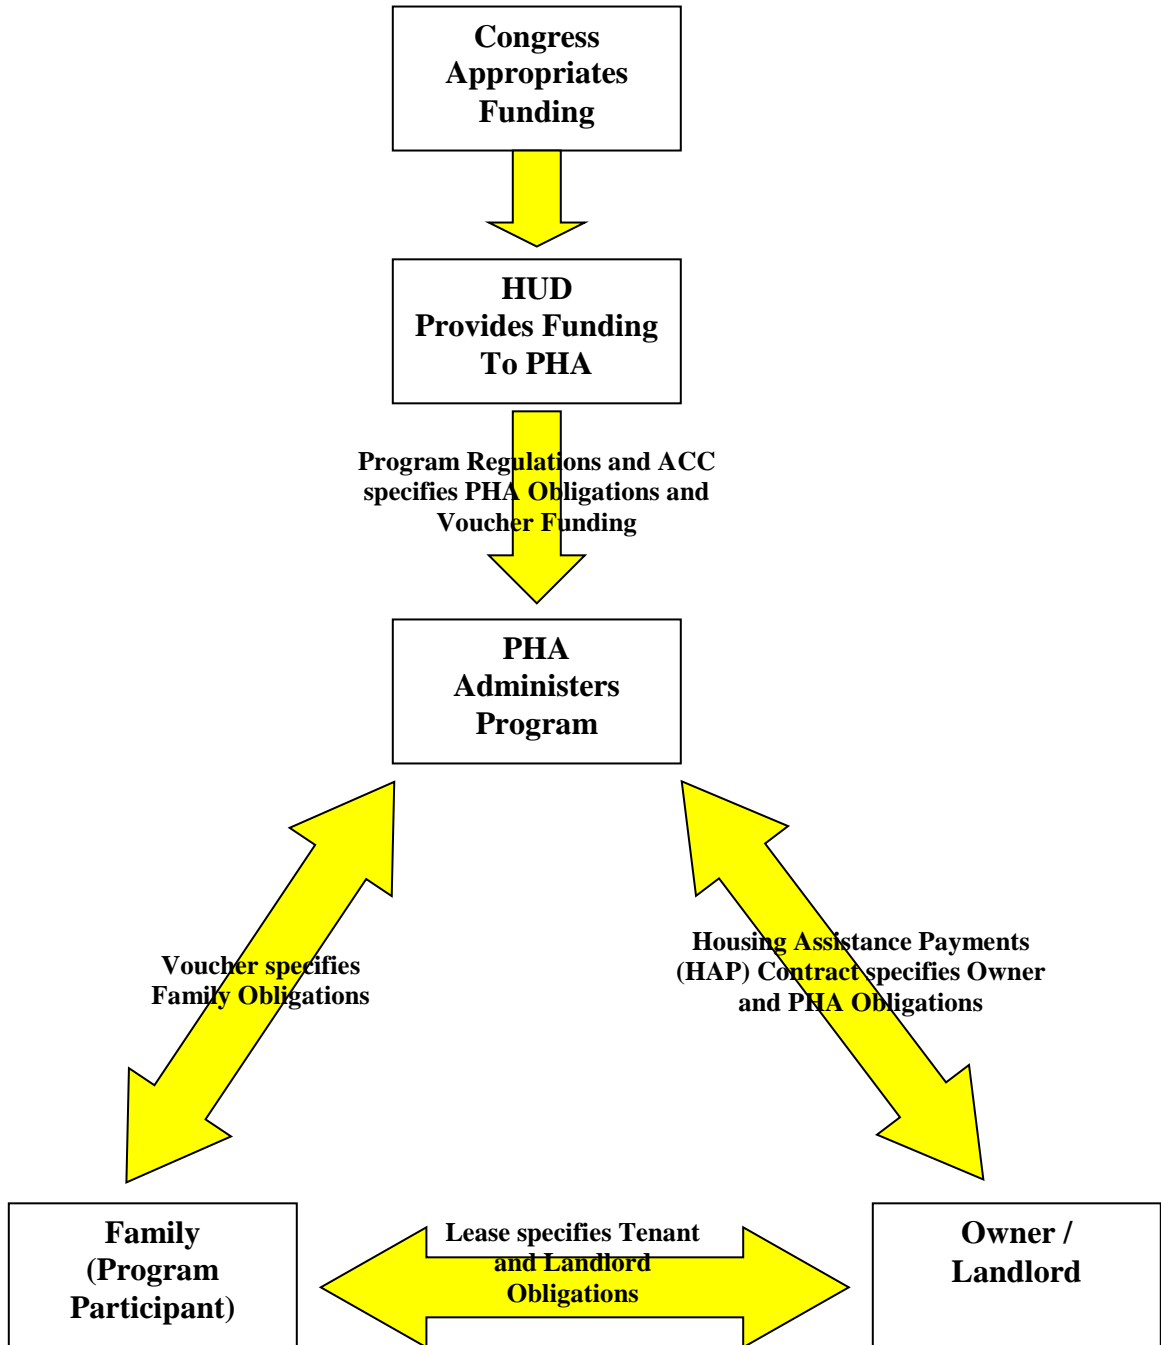 Congress
Appropriates
Funding
HUD
Provides Funding
To PHA
Program Regulations and ACC
specifies PHA Obligations and
Voucher Funding
PHA
Administers
Program
Voucher specifies
Family Obligations
Housing Assistance Payments
(HAP) Contract specifies Owner
and PHA Obligations
Family
(Program
Participant)
Lease specifies Tenant
and Landlord
Obligations
Owner /
Landlord